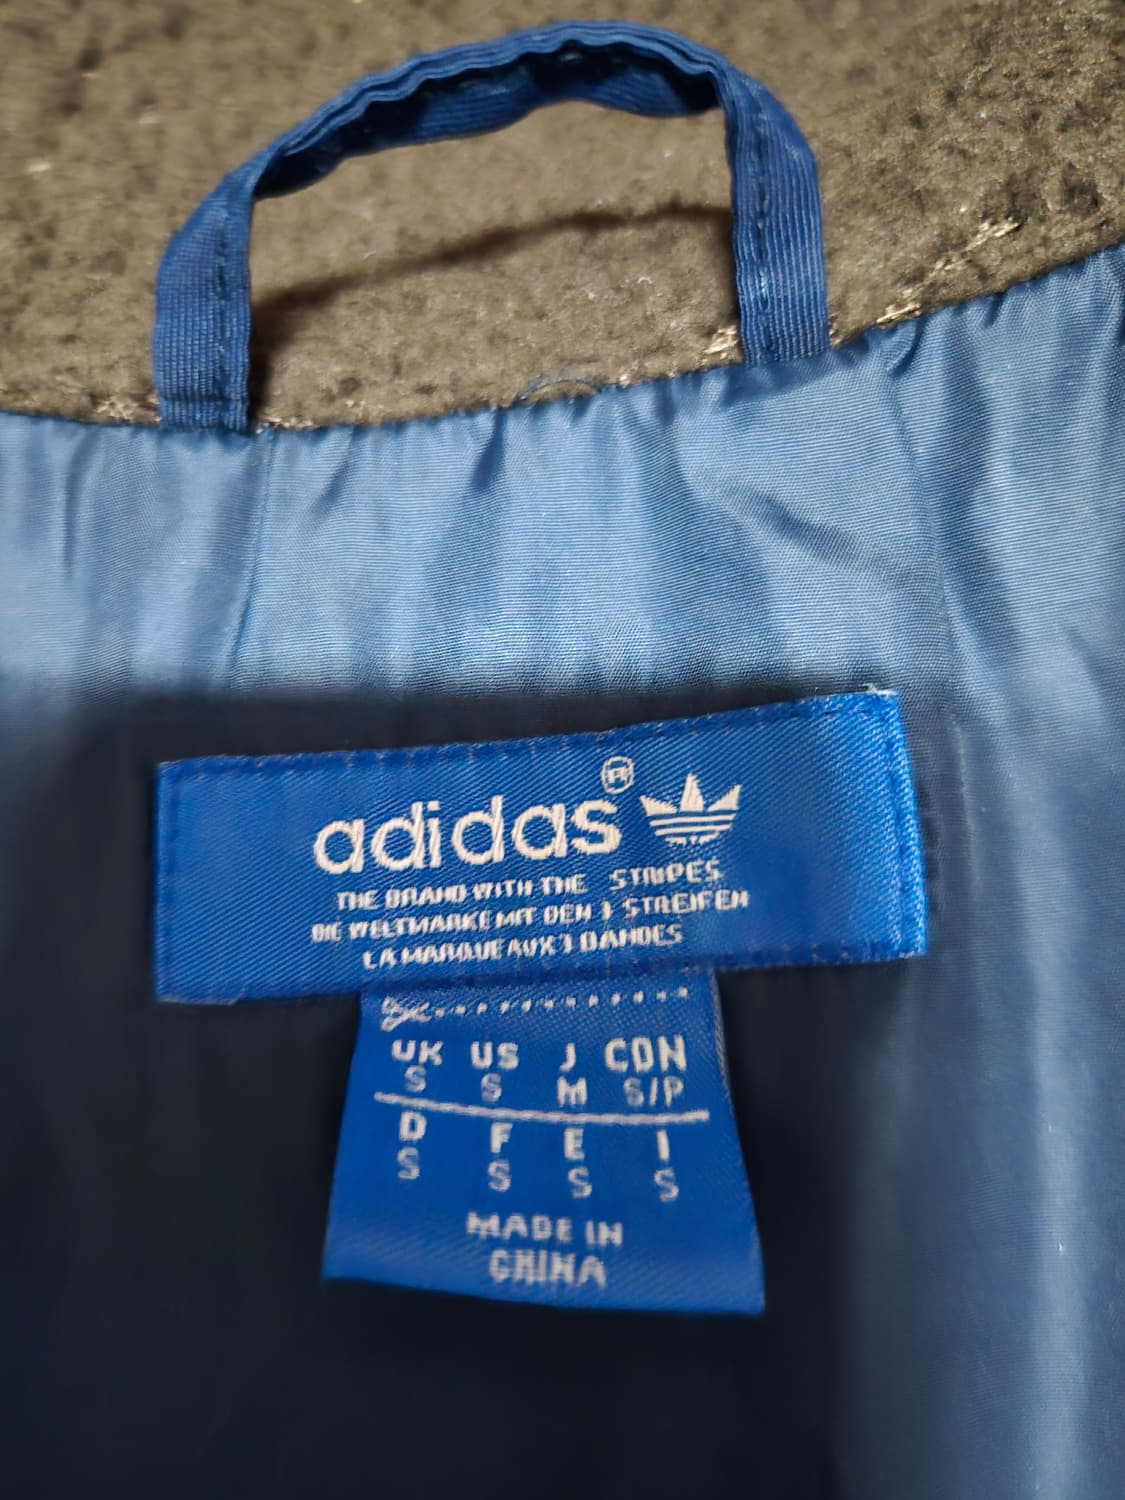 adidas®
THE BRAND WITH THE STRIPES
DIE WELTMARKE MIT DEN 3 STREIFEN
LA MARQUE AUX 3 BANDES
UK US J CDN
S S M S/P
D F E I
S S S S
MADE IN
CHINA